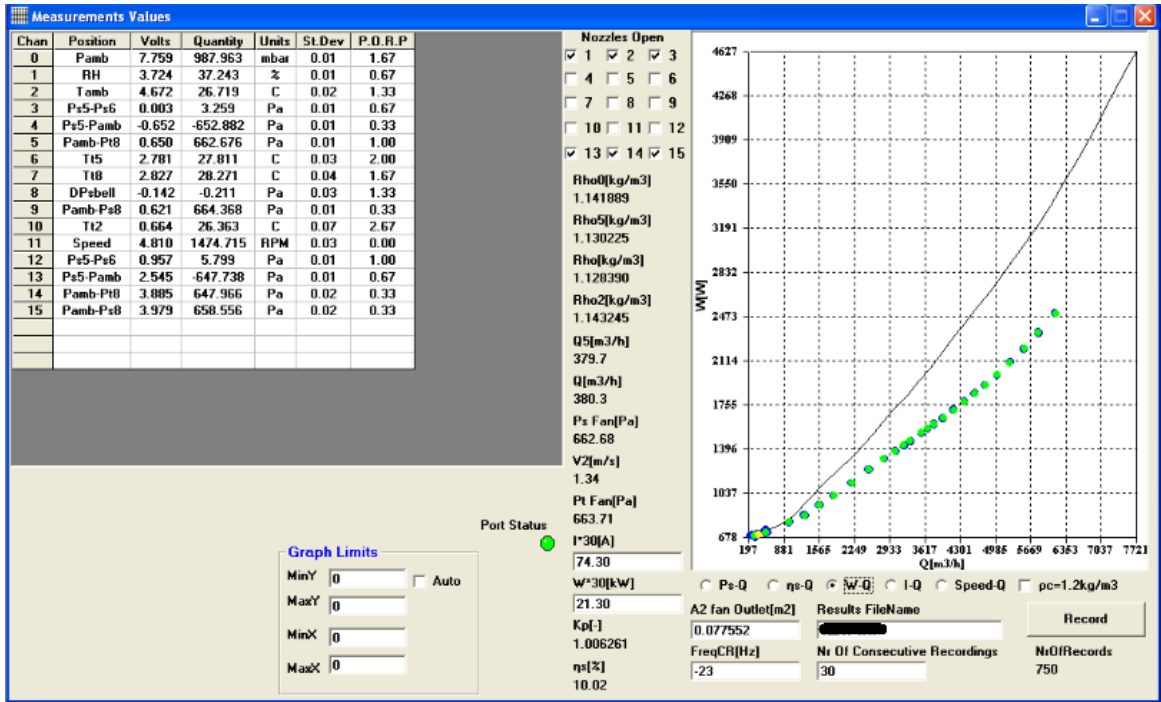 Measurements Values
Chan Position Volts Quantity Units St.Dev P.O.R.P
0 Pamb 7.759 987.963 mbar 0.01 1.67
1 RH 3.724 37.243 % 0.01 0.67
2 Tamb 4.672 26.719 C 0.02 1.33
3 Ps5-Ps6 0.003 3.259 Pa 0.01 0.67
4 Ps5-Pamb -0.652 -652.882 Pa 0.01 0.33
5 Pamb-Pt8 0.650 662.676 Pa 0.01 1.00
6 Tt5 2.781 27.811 C 0.03 2.00
7 Tt8 2.827 28.271 C 0.04 1.67
8 DPsbell -0.142 -0.211 Pa 0.03 1.33
9 Pamb-Ps8 0.621 664.368 Pa 0.01 0.33
10 Tt2 0.664 26.363 C 0.07 2.67
11 Speed 4.810 1474.715 RPM 0.03 0.00
12 Ps5-Ps6 0.957 5.799 Pa 0.01 1.00
13 Ps5-Pamb 2.545 -647.738 Pa 0.01 0.67
14 Pamb-Pt8 3.885 647.966 Pa 0.02 0.33
15 Pamb-Ps8 3.979 658.556 Pa 0.02 0.33
Nozzles Open
1 2 3
4 5 6
7 8 9
10 11 12
13 14 15
Rho0[kg/m3]
1.141889
Rho5[kg/m3]
1.130225
Rho[kg/m3]
1.128390
Rho2[kg/m3]
1.143245
Q5[m3/h]
379.7
Q[m3/h]
380.3
Ps Fan[Pa]
662.68
V2[m/s]
1.34
Pt Fan[Pa]
663.71
I*30[A]
74.30
W*30[kW]
21.30
Kp[-]
1.006261
ηs[%]
10.02
4627
4268
3909
3550
3191
2832
2473
2114
1755
1396
1037
678
W[W]
197 881 1565 2249 2933 3617 4301 4985 5669 6353 7037 7721
Q[m3/h]
Ps-Q ηs-Q W-Q I-Q Speed-Q ρc=1.2kg/m3
A2 fan Outlet[m2] Results FileName
0.077552
Record
FreqCR[Hz] Nr Of Consecutive Recordings NrOfRecords
-23 30 750
Port Status
Graph Limits
MinY 0 Auto
MaxY 0
MinX 0
MaxX 0